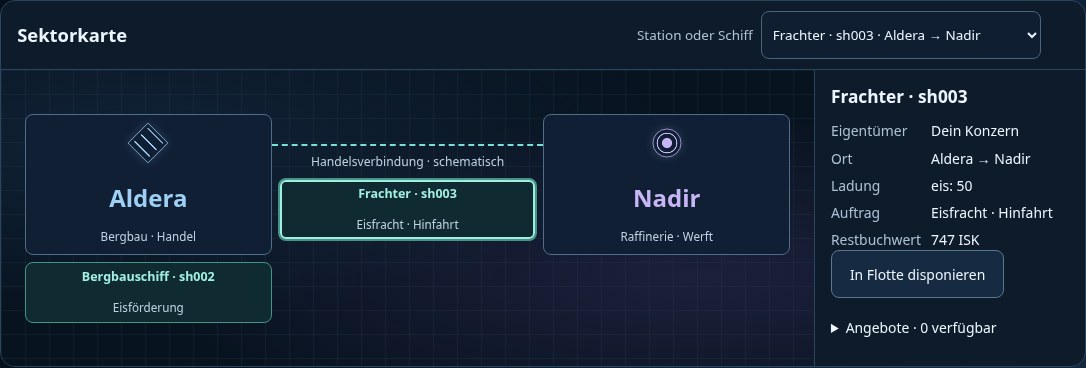 Sektorkarte
Station oder Schiff
Frachter · sh003 · Aldera → Nadir
Aldera
Bergbau · Handel
Handelsverbindung · schematisch
Frachter · sh003
Eisfracht · Hinfahrt
Nadir
Raffinerie · Werft
Bergbauschiff · sh002
Eisförderung
Frachter · sh003
Eigentümer Dein Konzern
Ort Aldera → Nadir
Ladung eis: 50
Auftrag Eisfracht · Hinfahrt
Restbuchwert 747 ISK
In Flotte disponieren
▶ Angebote · 0 verfügbar